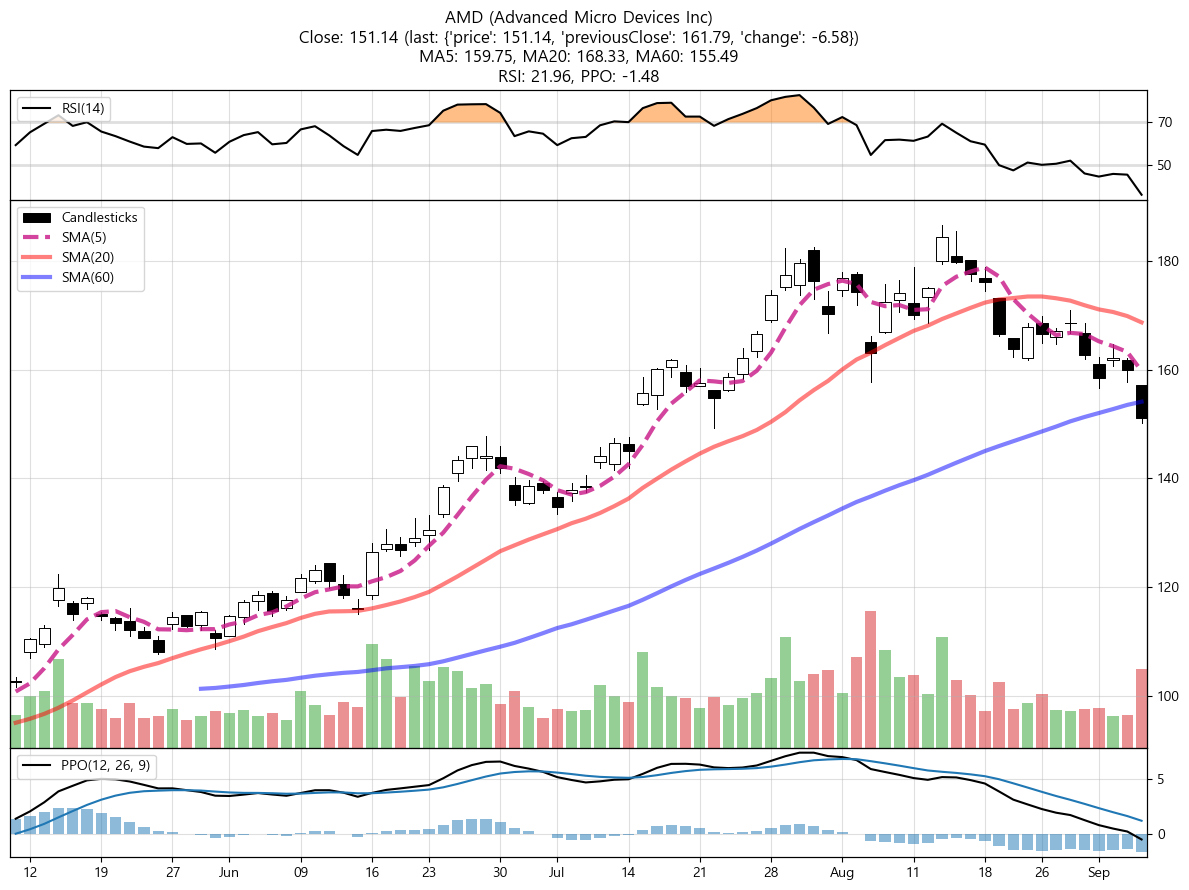 AMD (Advanced Micro Devices Inc)
Close: 151.14 (last: {'price': 151.14, 'previousClose': 161.79, 'change': -6.58})
MA5: 159.75, MA20: 168.33, MA60: 155.49
RSI: 21.96, PPO: -1.48
RSI(14)
70
50
Candlesticks
SMA(5)
SMA(20)
SMA(60)
180
160
140
120
100
PPO(12, 26, 9)
5
0
12 19 27 Jun 09 16 23 30 Jul 14 21 28 Aug 11 18 26 Sep